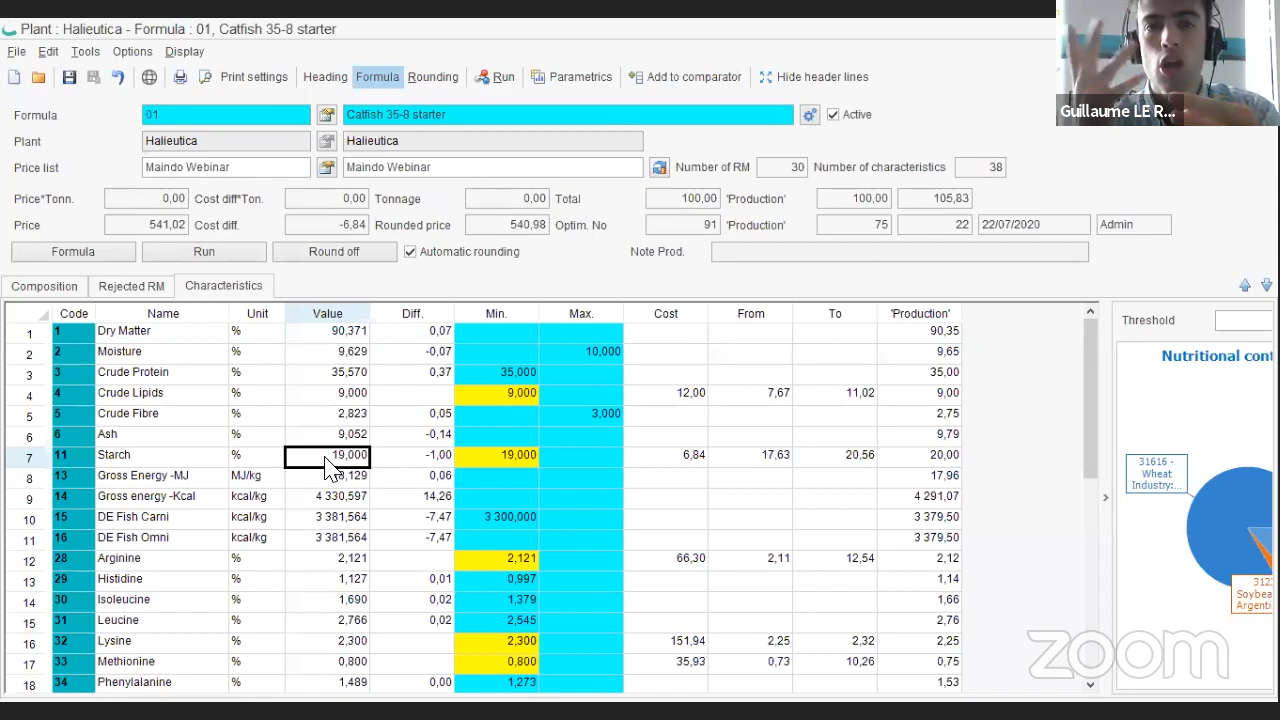 Plant : Halieutica - Formula : 01, Catfish 35-8 starter
File Edit Tools Options Display
Print settings Heading Formula Rounding Run Parametrics Add to comparator Hide header lines
Guillaume LE R...
Formula 01 Catfish 35-8 starter Active
Plant Halieutica Halieutica
Price list Maindo Webinar Maindo Webinar Number of RM 30 Number of characteristics 38
Price*Tonn. 0,00 Cost diff*Ton. 0,00 Tonnage 0,00 Total 100,00 'Production' 100,00 105,83
Price 541,02 Cost diff. -6,84 Rounded price 540,98 Optim. No 91 'Production' 75 22 22/07/2020 Admin
Formula Run Round off Automatic rounding Note Prod.
Composition Rejected RM Characteristics
Code Name Unit Value Diff. Min. Max. Cost From To 'Production'
1 1 Dry Matter % 90,371 0,07 90,35
2 2 Moisture % 9,629 -0,07 10,000 9,65
3 3 Crude Protein % 35,570 0,37 35,000 35,00
4 4 Crude Lipids % 9,000 9,000 12,00 7,67 11,02 9,00
5 5 Crude Fibre % 2,823 0,05 3,000 2,75
6 6 Ash % 9,052 -0,14 9,79
7 11 Starch % 19,000 -1,00 19,000 6,84 17,63 20,56 20,00
8 13 Gross Energy -MJ MJ/kg 0,06 17,96
9 14 Gross energy -Kcal kcal/kg 4 330,597 14,26 4 291,07
10 15 DE Fish Carni kcal/kg 3 381,564 -7,47 3 300,000 3 379,50
11 16 DE Fish Omni kcal/kg 3 381,564 -7,47 3 379,50
12 28 Arginine % 2,121 2,121 66,30 2,11 12,54 2,12
13 29 Histidine % 1,127 0,01 0,997 1,14
14 30 Isoleucine % 1,690 0,02 1,379 1,66
15 31 Leucine % 2,766 0,02 2,545 2,76
16 32 Lysine % 2,300 2,300 151,94 2,25 2,32 2,25
17 33 Methionine % 0,800 0,800 35,93 0,73 10,26 0,75
18 34 Phenylalanine % 1,489 0,00 1,273 1,53
Threshold
Nutritional cont
31616 -
Wheat
Industry:...
312
Soybea
Argenti
zoom